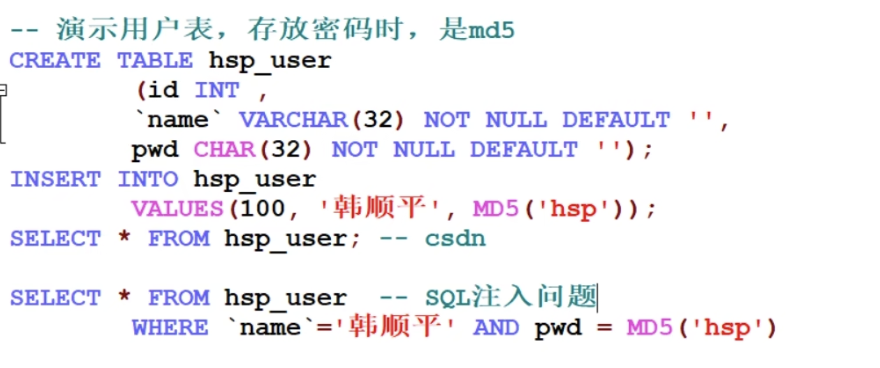 -- 演示用户表，存放密码时，是md5
CREATE TABLE hsp_user
(id INT ,
`name` VARCHAR(32) NOT NULL DEFAULT '',
pwd CHAR(32) NOT NULL DEFAULT '');
INSERT INTO hsp_user
VALUES(100, '韩顺平', MD5('hsp'));
SELECT * FROM hsp_user; -- csdn
SELECT * FROM hsp_user -- SQL注入问题
WHERE `name`='韩顺平' AND pwd = MD5('hsp')